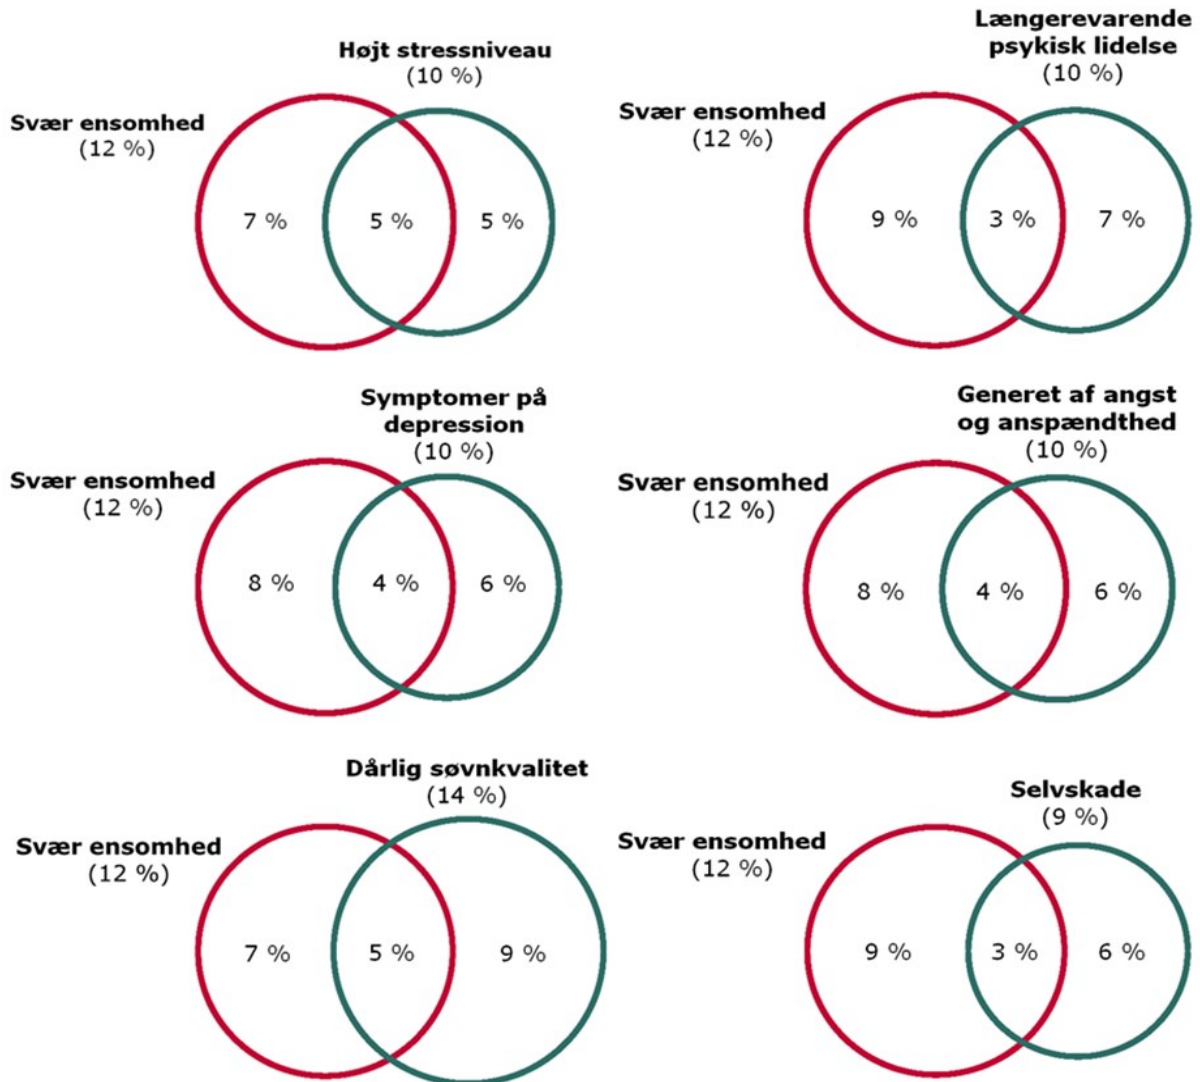 Højt stressniveau
(10 %)
Svær ensomhed
(12 %)
7 %
5 %
5 %
Længerevarende
psykisk lidelse
(10 %)
Svær ensomhed
(12 %)
9 %
3 %
7 %
Symptomer på
depression
(10 %)
Svær ensomhed
(12 %)
8 %
4 %
6 %
Generet af angst
og anspændthed
(10 %)
Svær ensomhed
(12 %)
8 %
4 %
6 %
Dårlig søvnkvalitet
(14 %)
Svær ensomhed
(12 %)
7 %
5 %
9 %
Selvskade
(9 %)
Svær ensomhed
(12 %)
9 %
3 %
6 %